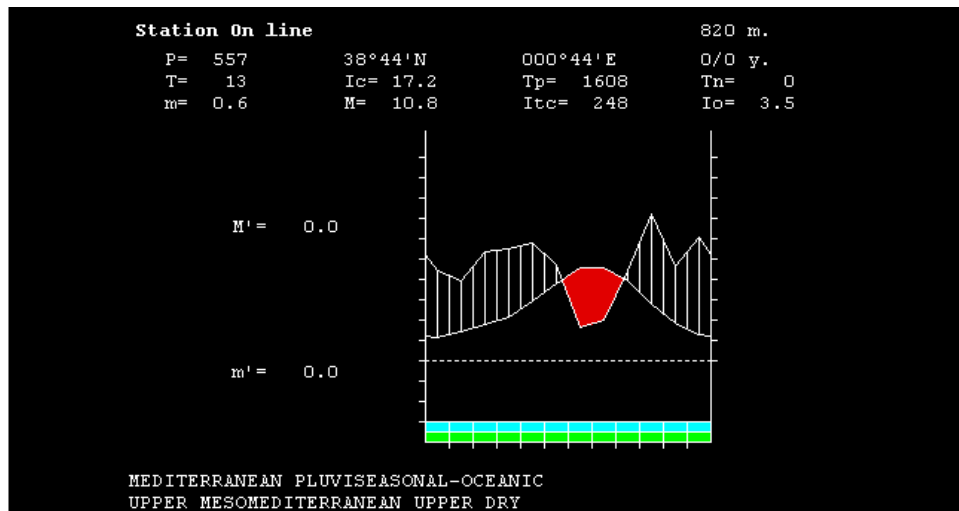 Station On line 820 m.
P= 557 38°44'N 000°44'E 0/0 y.
T= 13 Ic= 17.2 Tp= 1608 Tn= 0
m= 0.6 M= 10.8 Itc= 248 Io= 3.5
M'= 0.0
m'= 0.0
MEDITERRANEAN PLUVISEASONAL-OCEANIC
UPPER MESOMEDITERRANEAN UPPER DRY